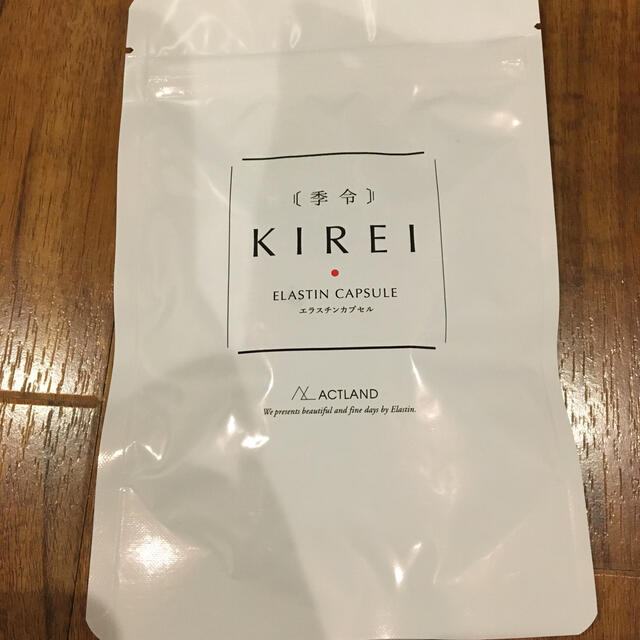 〘季令〙
KIREI
ELASTIN CAPSULE
エラスチンカプセル
ACTLAND
We presents beautiful and fine days by Elastin.